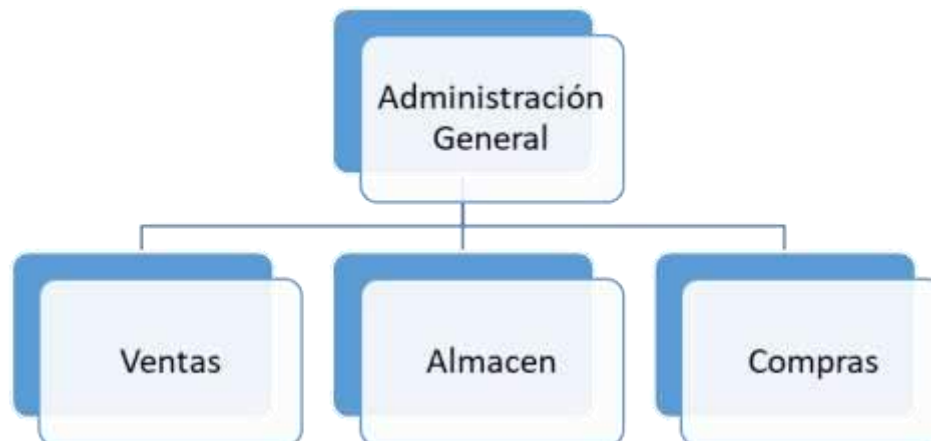 Administración
General
Ventas
Almacen
Compras